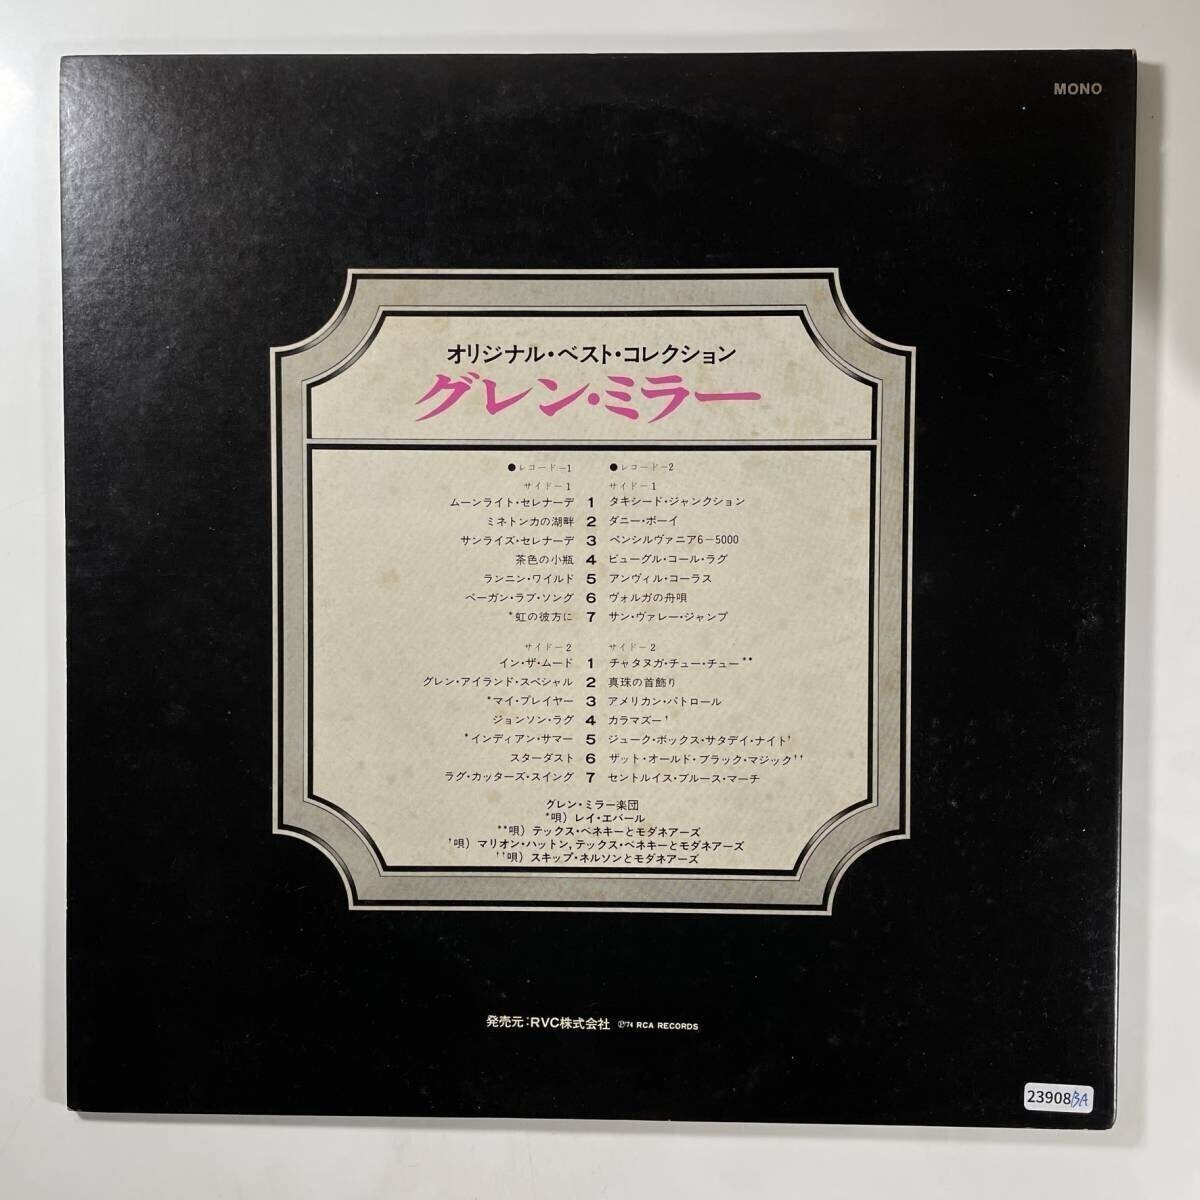 MONO
オリジナル・ベスト・コレクション
グレン・ミラー
●レコード-1 ●レコード-2
サイド-1 サイド-1
ムーンライト・セレナーデ 1 タキシード・ジャンクション
ミネトンカの湖畔 2 ダニー・ボーイ
サンライズ・セレナーデ 3 ペンシルヴァニア6-5000
茶色の小瓶 4 ビューグル・コール・ラグ
ランニン・ワイルド 5 アンヴィル・コーラス
ペーガン・ラブ・ソング 6 ヴォルガの舟唄
*虹の彼方に 7 サン・ヴァレー・ジャンプ
サイド-2 サイド-2
イン・ザ・ムード 1 チャタヌガ・チュー・チュー**
グレン・アイランド・スペシャル 2 真珠の首飾り
*マイ・プレイヤー 3 アメリカン・パトロール
ジョンソン・ラグ 4 カラマズー†
*インディアン・サマー 5 ジューク・ボックス・サタデイ・ナイト†
スターダスト 6 ザット・オールド・ブラック・マジック††
ラグ・カッターズ・スイング 7 セントルイス・ブルース・マーチ
グレン・ミラー楽団
*唄) レイ・エバール
**唄) テックス・ベネキーとモダネアーズ
†唄) マリオン・ハットン, テックス・ベネキーとモダネアーズ
††唄) スキップ・ネルソンとモダネアーズ
発売元:RVC株式会社 ℗'74 RCA RECORDS
23908BA